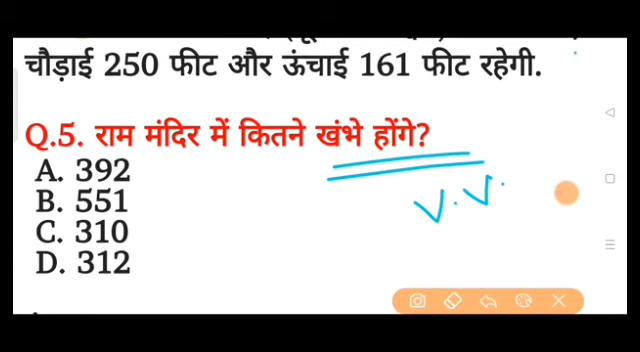 चौड़ाई 250 फीट और ऊंचाई 161 फीट रहेगी.
Q.5. राम मंदिर में कितने खंभे होंगे?
A. 392
B. 551
C. 310
D. 312
V.V.